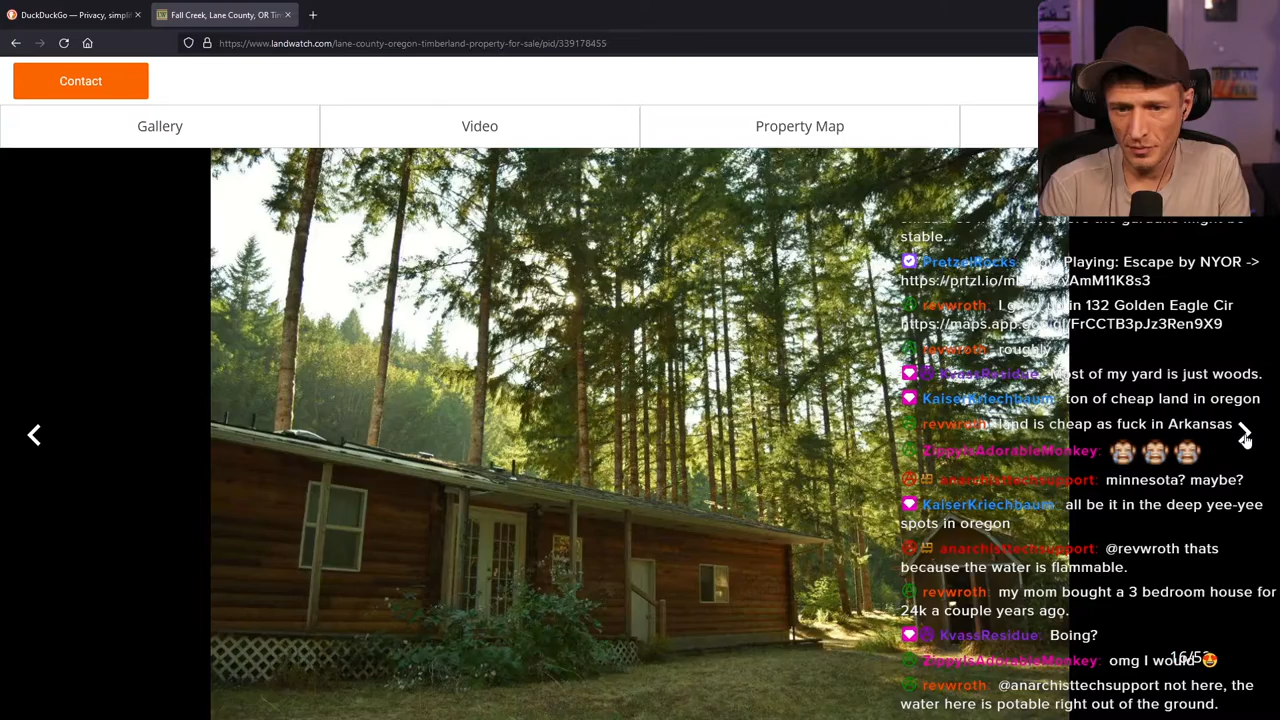 DuckDuckGo — Privacy, simplif
Fall Creek, Lane County, OR Tim
https://www.landwatch.com/lane-county-oregon-timberland-property-for-sale/pid/339178455
Contact
Gallery
Video
Property Map
stable...
PretzelRocks: Playing: Escape by NYOR ->
revwroth: 132 Golden Eagle Cir
https://maps.app.goo.gl/FrCCTB3pJz3Ren9X9
revwroth: roughly
KvassResidue: Most of my yard is just woods.
KaiserKriechbaum: ton of cheap land in oregon
revwroth: land is cheap as fuck in Arkansas
ZippyIsAdorableMonkey:
anarchisttechsupport: minnesota? maybe?
KaiserKriechbaum: all be it in the deep yee-yee
spots in oregon
anarchisttechsupport: @revwroth thats
because the water is flammable.
revwroth: my mom bought a 3 bedroom house for
24k a couple years ago.
KvassResidue: Boing?
ZippyIsAdorableMonkey: omg I would
revwroth: @anarchisttechsupport not here, the
water here is potable right out of the ground.